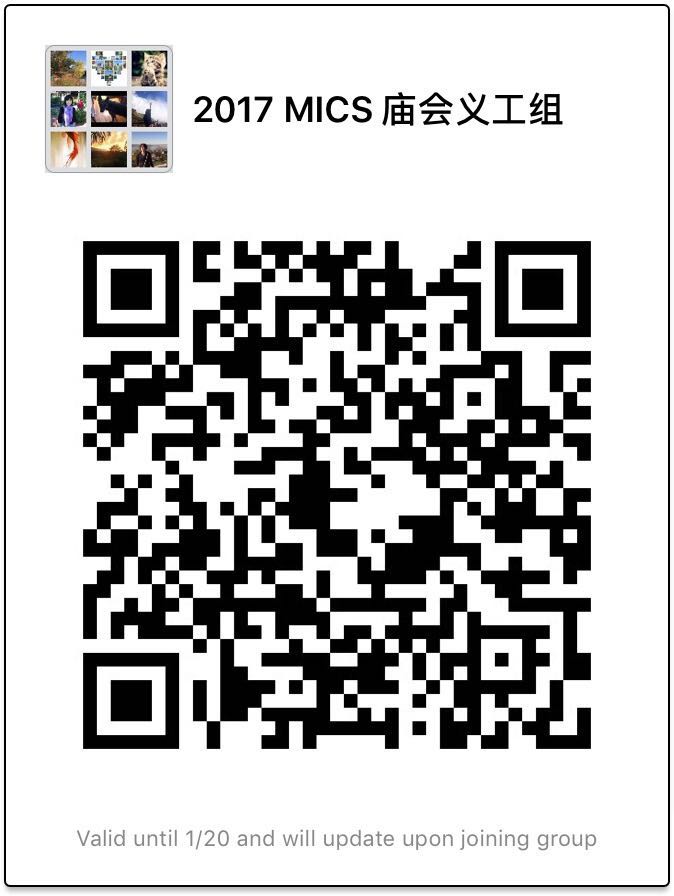 2017 MICS 庙会义工组
Valid until 1/20 and will update upon joining group